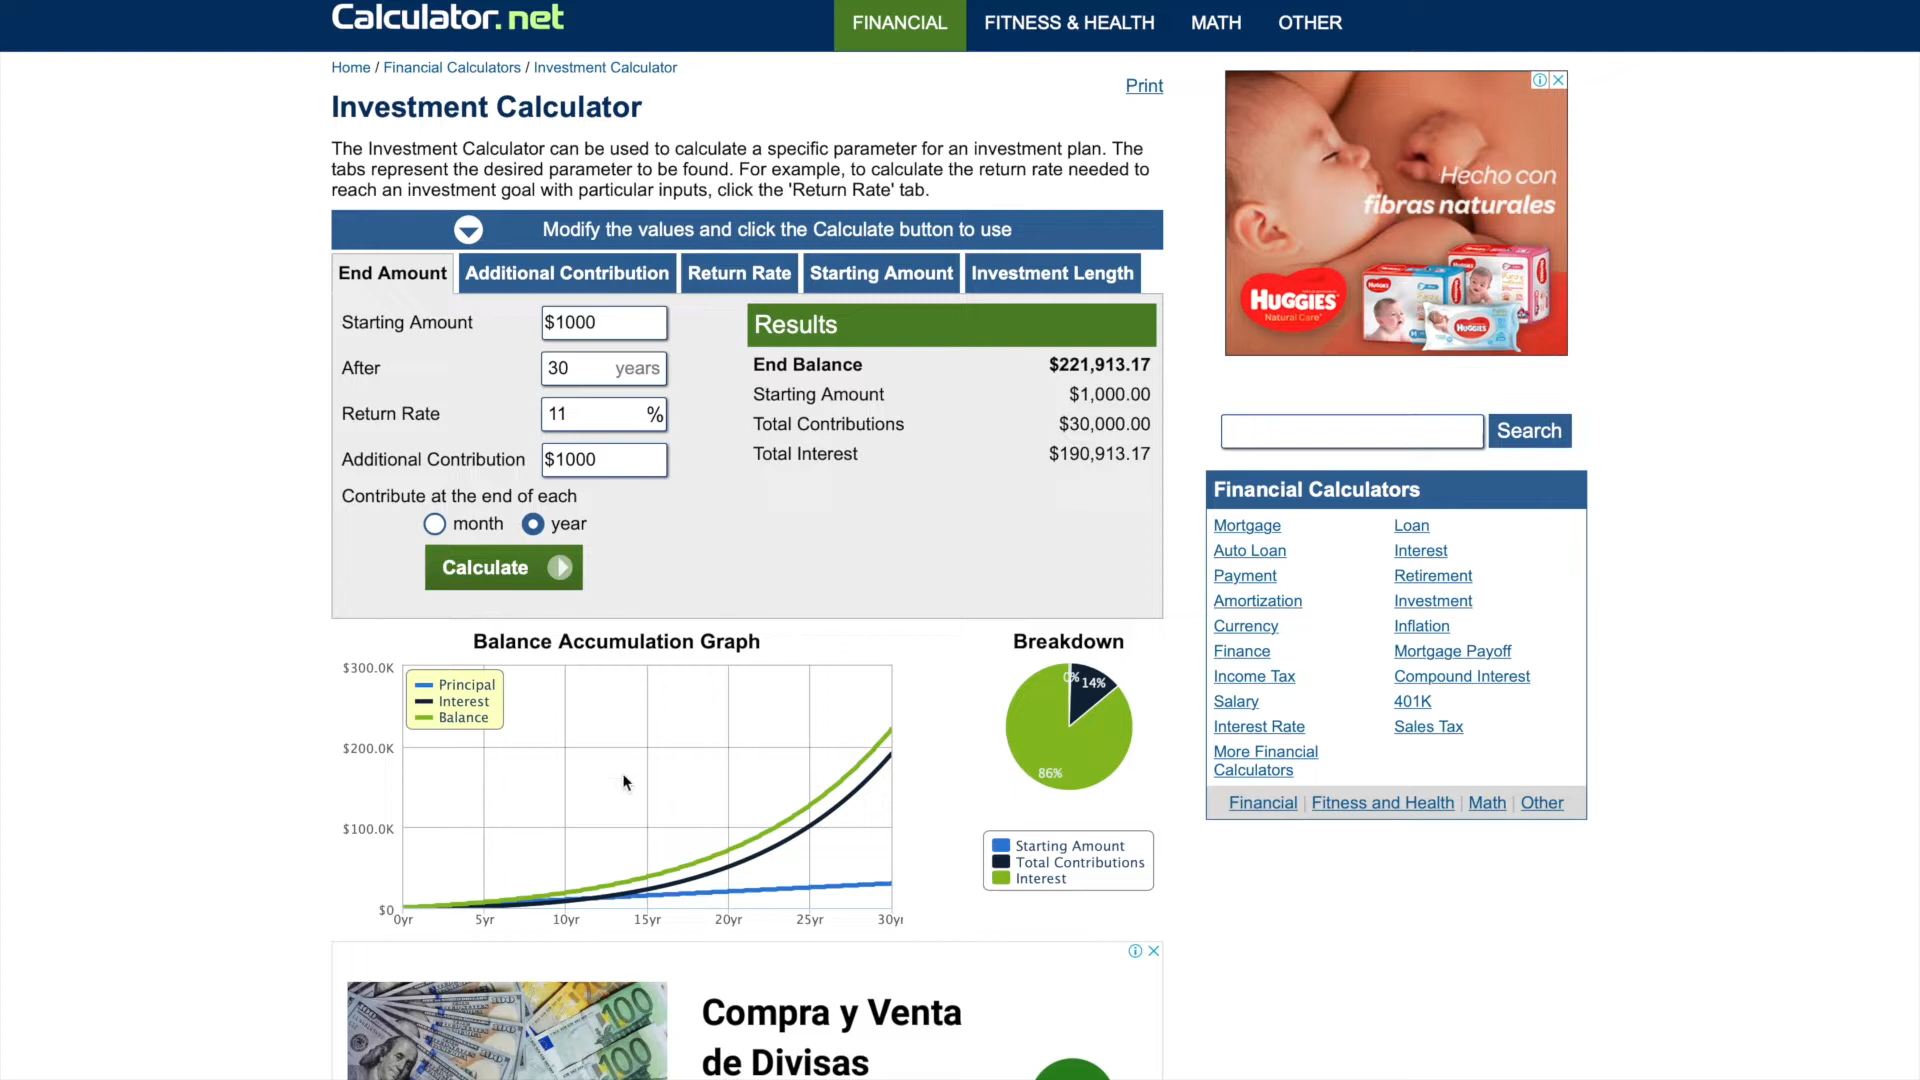 Calculator.net
FINANCIAL
FITNESS & HEALTH
MATH
OTHER
Home / Financial Calculators / Investment Calculator
Print
Investment Calculator
The Investment Calculator can be used to calculate a specific parameter for an investment plan. The
tabs represent the desired parameter to be found. For example, to calculate the return rate needed to
reach an investment goal with particular inputs, click the 'Return Rate' tab.
Modify the values and click the Calculate button to use
End Amount
Additional Contribution
Return Rate
Starting Amount
Investment Length
Starting Amount $1000
After 30 years
Return Rate 11 %
Additional Contribution $1000
Contribute at the end of each
month year
Calculate
Results
End Balance $221,913.17
Starting Amount $1,000.00
Total Contributions $30,000.00
Total Interest $190,913.17
Balance Accumulation Graph
$300.0K
$200.0K
$100.0K
$0
Principal
Interest
Balance
0yr 5yr 10yr 15yr 20yr 25yr 30yr
Breakdown
0%
14%
86%
Starting Amount
Total Contributions
Interest
Compra y Venta
de Divisas
Hecho con
fibras naturales
HUGGIES
Natural Care
Search
Financial Calculators
Mortgage Loan
Auto Loan Interest
Payment Retirement
Amortization Investment
Currency Inflation
Finance Mortgage Payoff
Income Tax Compound Interest
Salary 401K
Interest Rate Sales Tax
More Financial
Calculators
Financial | Fitness and Health | Math | Other